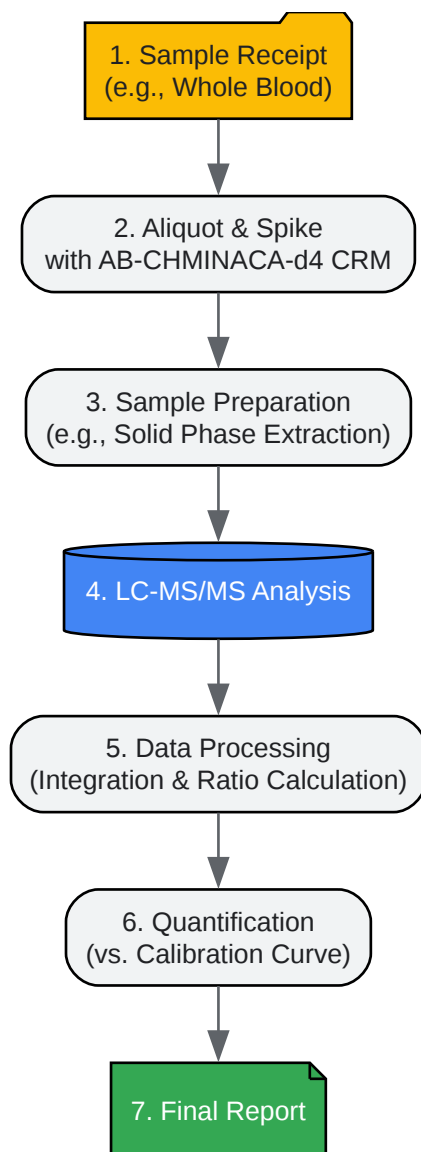 1. Sample Receipt
(e.g., Whole Blood)
2. Aliquot & Spike
with AB-CHMINACA-d4 CRM
3. Sample Preparation
(e.g., Solid Phase Extraction)
4. LC-MS/MS Analysis
5. Data Processing
(Integration & Ratio Calculation)
6. Quantification
(vs. Calibration Curve)
7. Final Report